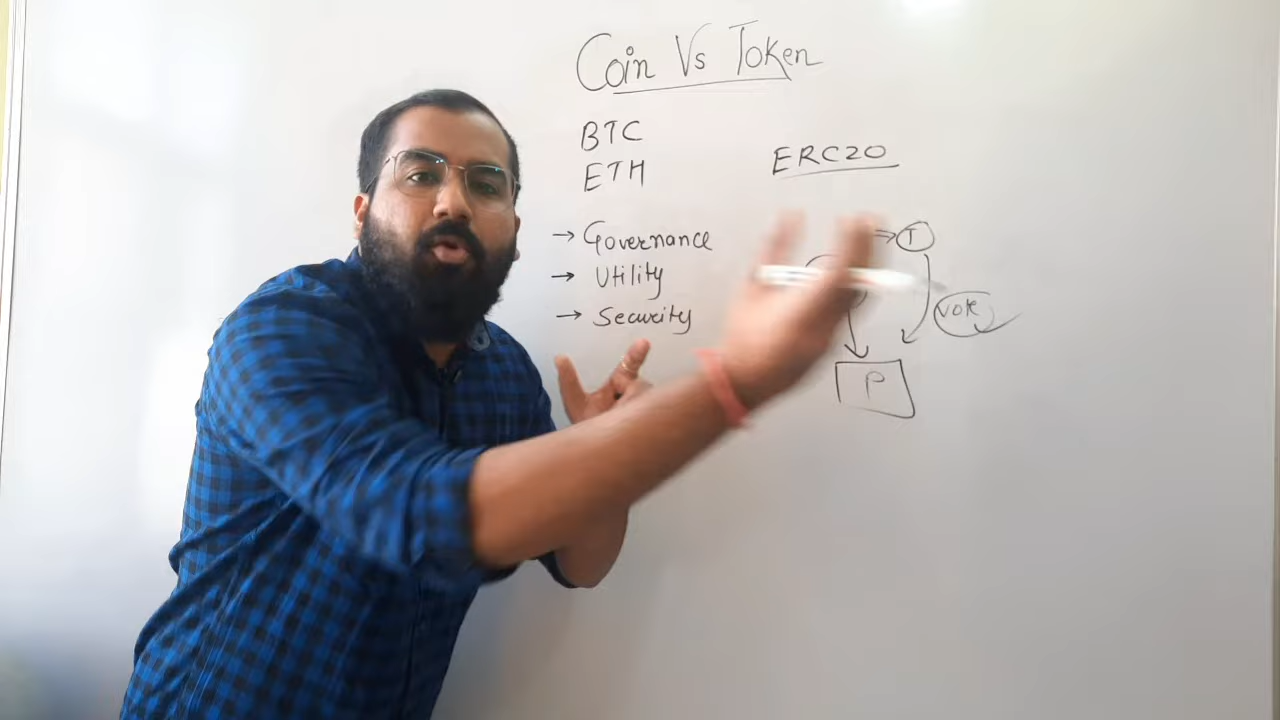 Coin Vs Token
BTC
ETH
ERC20
→ Governance
→ Utility
→ Security
T
vote
P